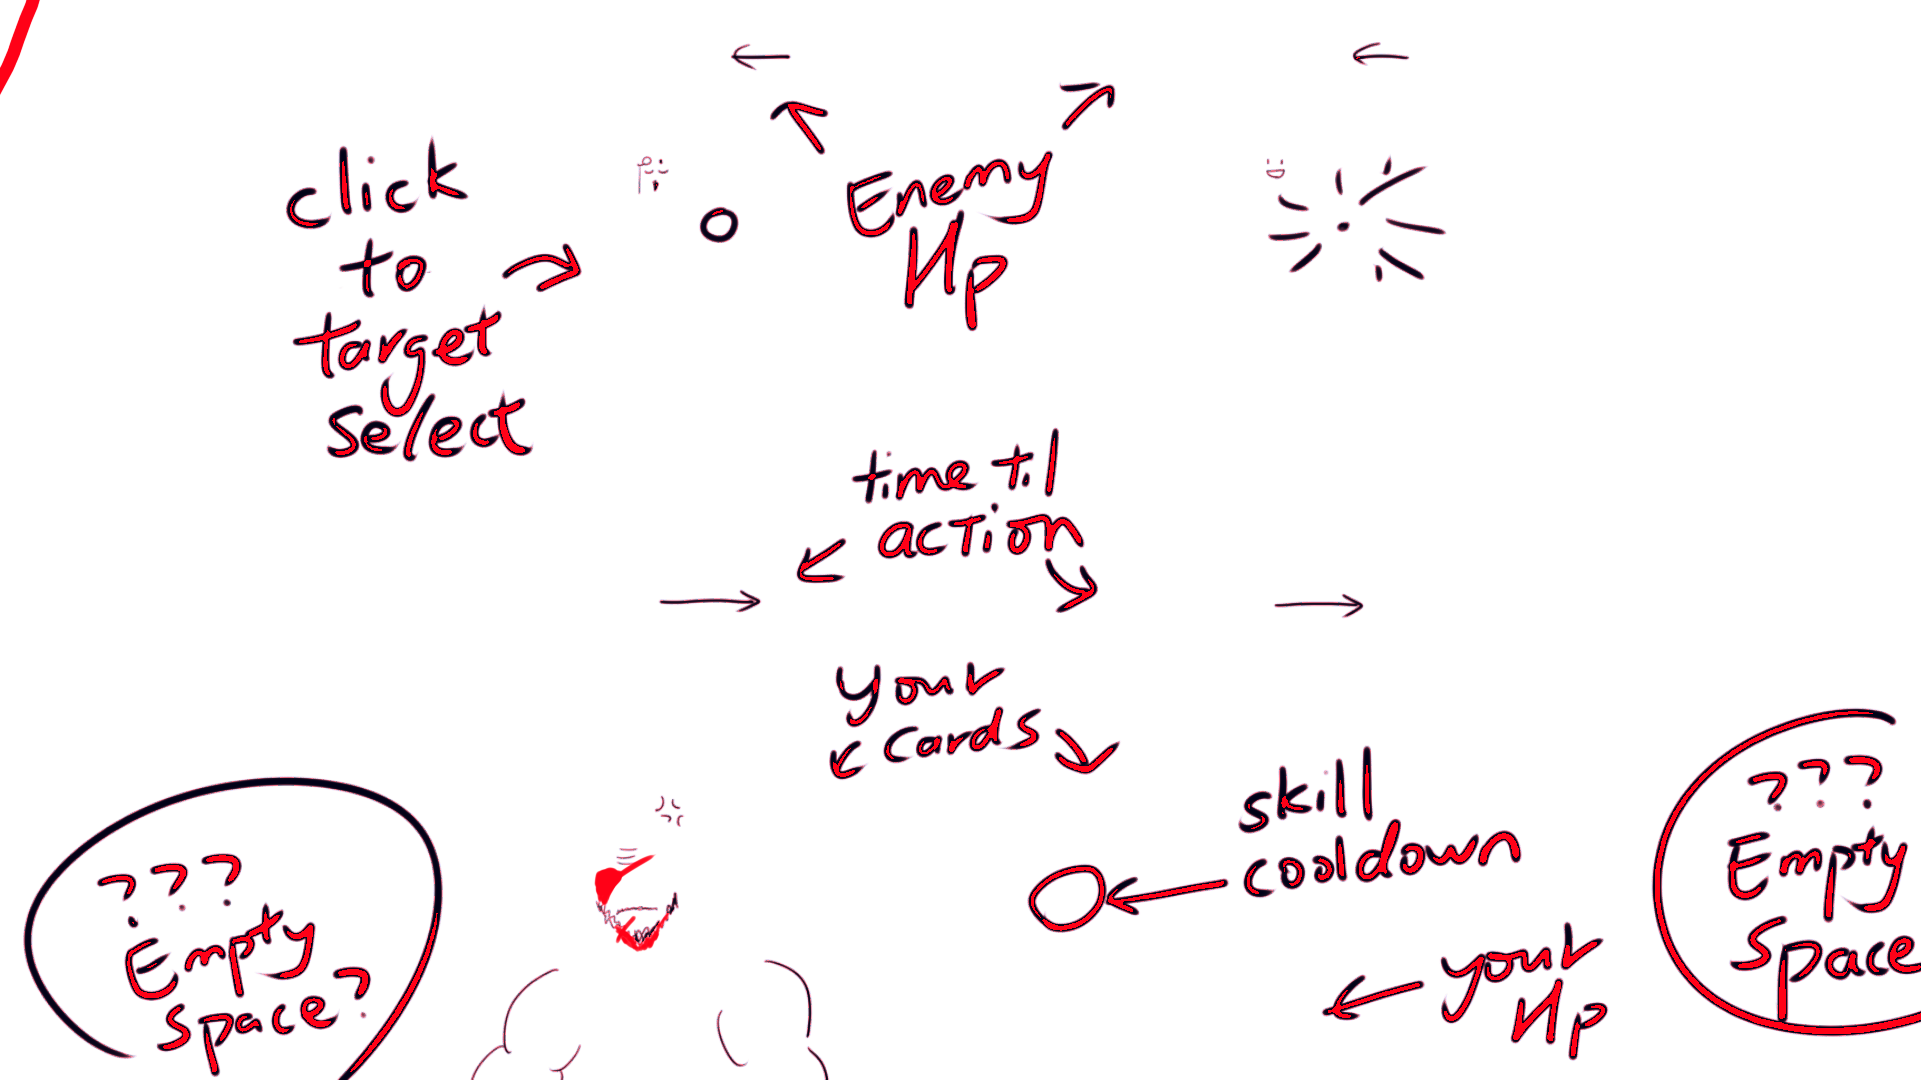 click
to
target
select
Enemy
Hp
time til
action
your
cards
skill
cooldown
your
Hp
???
Empty
Space?
???
Empty
Space